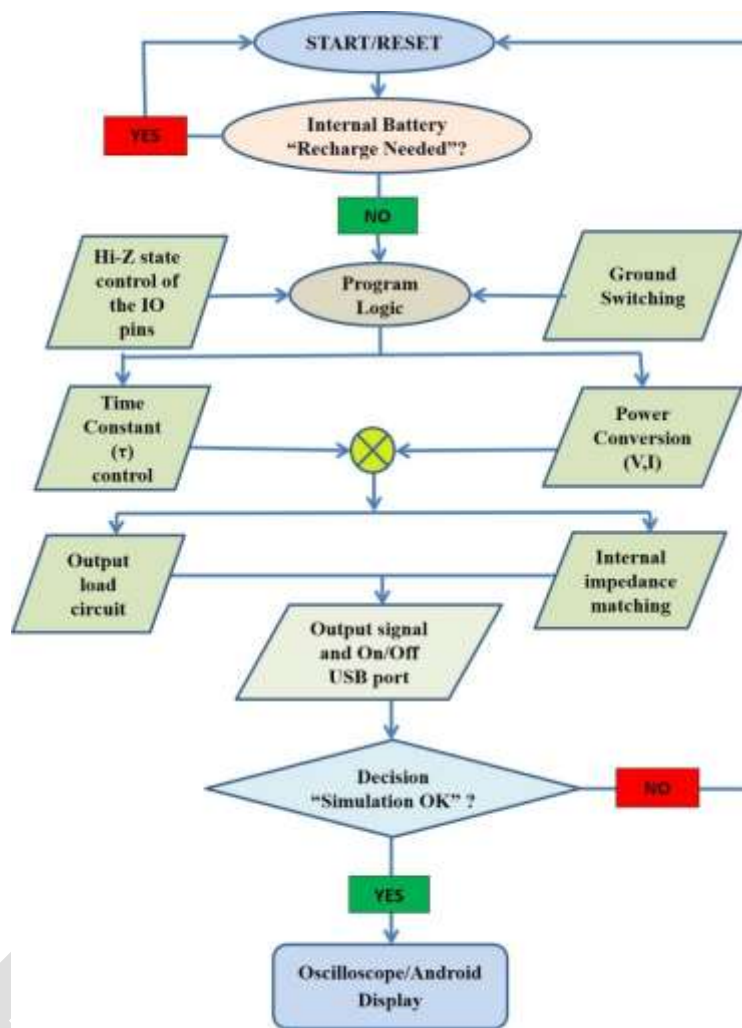 START/RESET
YES
Internal Battery
“Recharge Needed”?
NO
Hi-Z state
control of
the IO
pins
Program
Logic
Ground
Switching
Time
Constant
(τ)
control
Power
Conversion
(V,I)
Output
load
circuit
Internal
impedance
matching
Output signal
and On/Off
USB port
Decision
“Simulation OK” ?
NO
YES
Oscilloscope/Android
Display